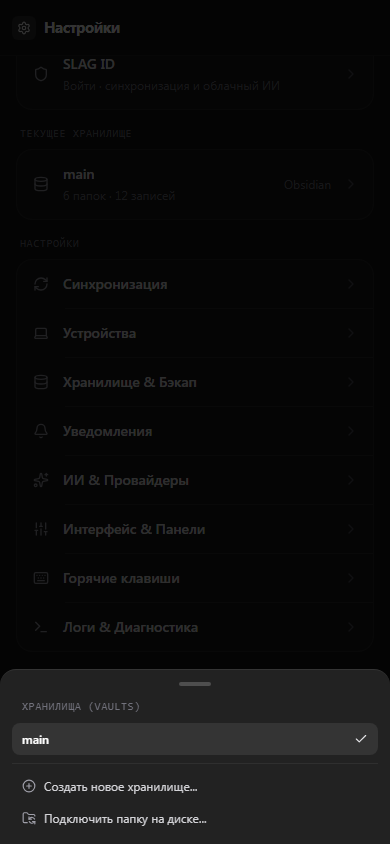 Настройки
SLAG ID
Войти · синхронизация и облачный ИИ
ТЕКУЩЕЕ ХРАНИЛИЩЕ
main
6 папок · 12 записей
Obsidian
НАСТРОЙКИ
Синхронизация
Устройства
Хранилище & Бэкап
Уведомления
ИИ & Провайдеры
Интерфейс & Панели
Горячие клавиши
Логи & Диагностика
ХРАНИЛИЩА (VAULTS)
main
Создать новое хранилище...
Подключить папку на диске...